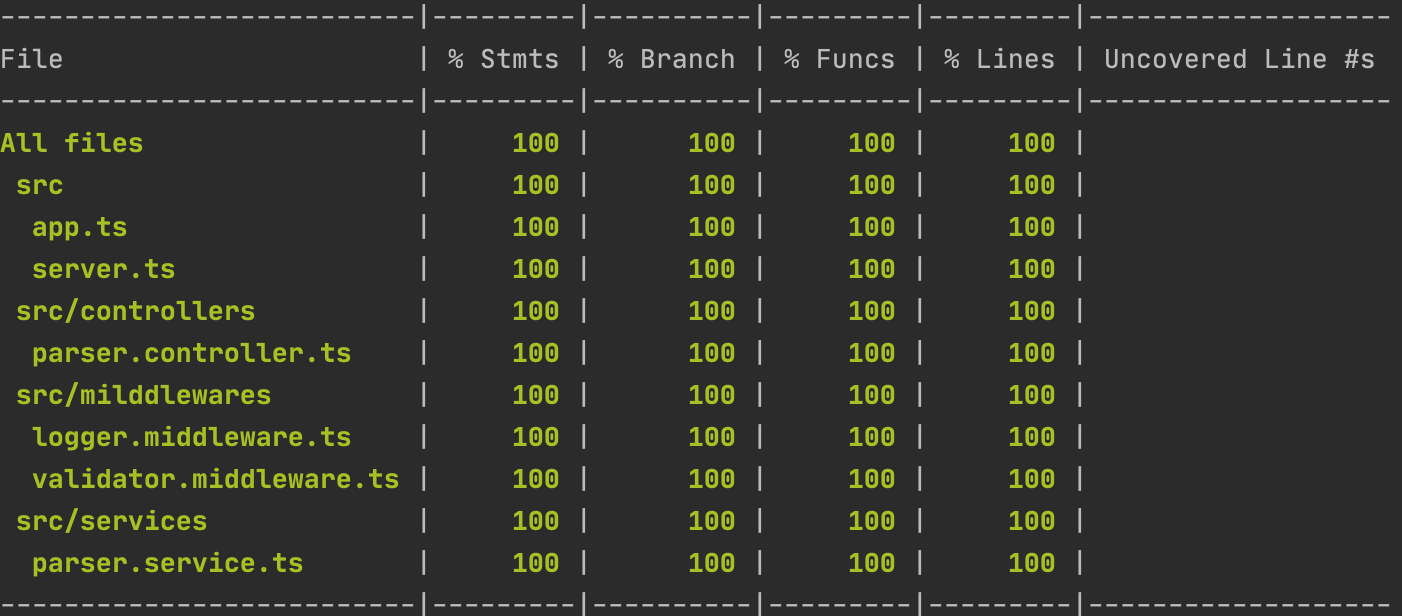 --------------------------|---------|----------|---------|---------|-------------------
File                      | % Stmts | % Branch | % Funcs | % Lines | Uncovered Line #s
--------------------------|---------|----------|---------|---------|-------------------
All files                 |     100 |      100 |     100 |     100 |
 src                      |     100 |      100 |     100 |     100 |
  app.ts                  |     100 |      100 |     100 |     100 |
  server.ts               |     100 |      100 |     100 |     100 |
 src/controllers          |     100 |      100 |     100 |     100 |
  parser.controller.ts    |     100 |      100 |     100 |     100 |
 src/milddlewares         |     100 |      100 |     100 |     100 |
  logger.middleware.ts    |     100 |      100 |     100 |     100 |
  validator.middleware.ts |     100 |      100 |     100 |     100 |
 src/services             |     100 |      100 |     100 |     100 |
  parser.service.ts       |     100 |      100 |     100 |     100 |
--------------------------|---------|----------|---------|---------|-------------------